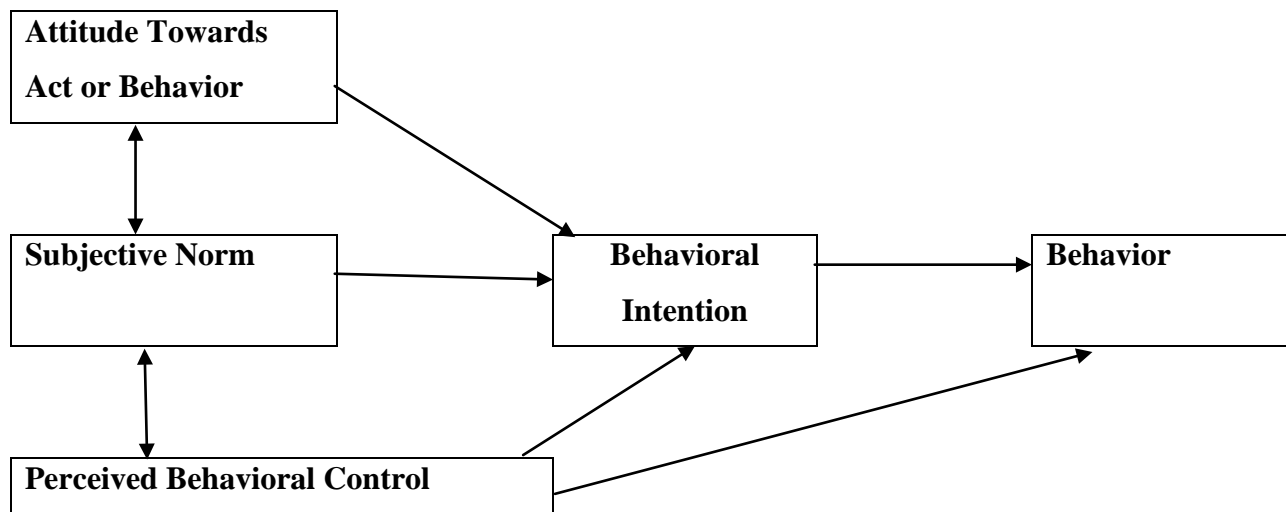 Attitude Towards
Act or Behavior
Subjective Norm
Behavioral
Intention
Behavior
Perceived Behavioral Control